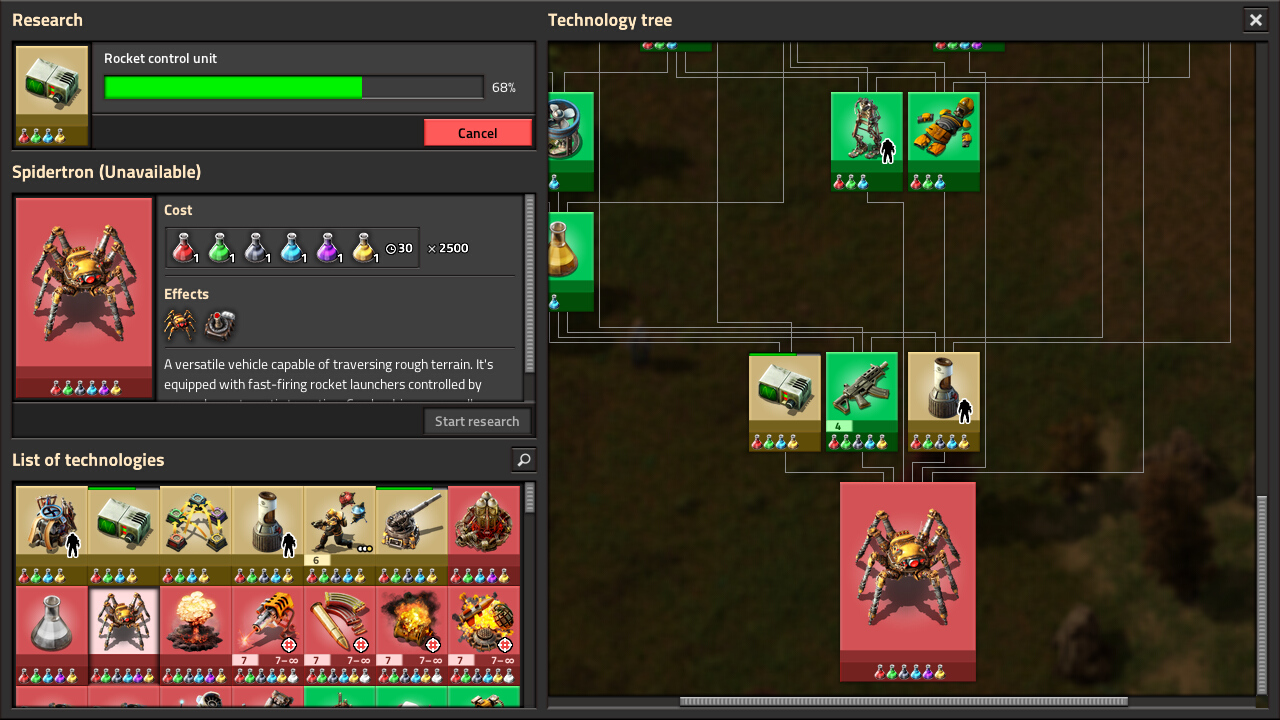 Research
Technology tree
Rocket control unit
68%
Cancel
Spidertron (Unavailable)
Cost
1 1 1 1 1 1 30 × 2500
Effects
A versatile vehicle capable of traversing rough terrain. It's
equipped with fast-firing rocket launchers controlled by
Start research
List of technologies
6
7 7-∞ 7 7-∞ 7 7-∞ 7 7-∞
4